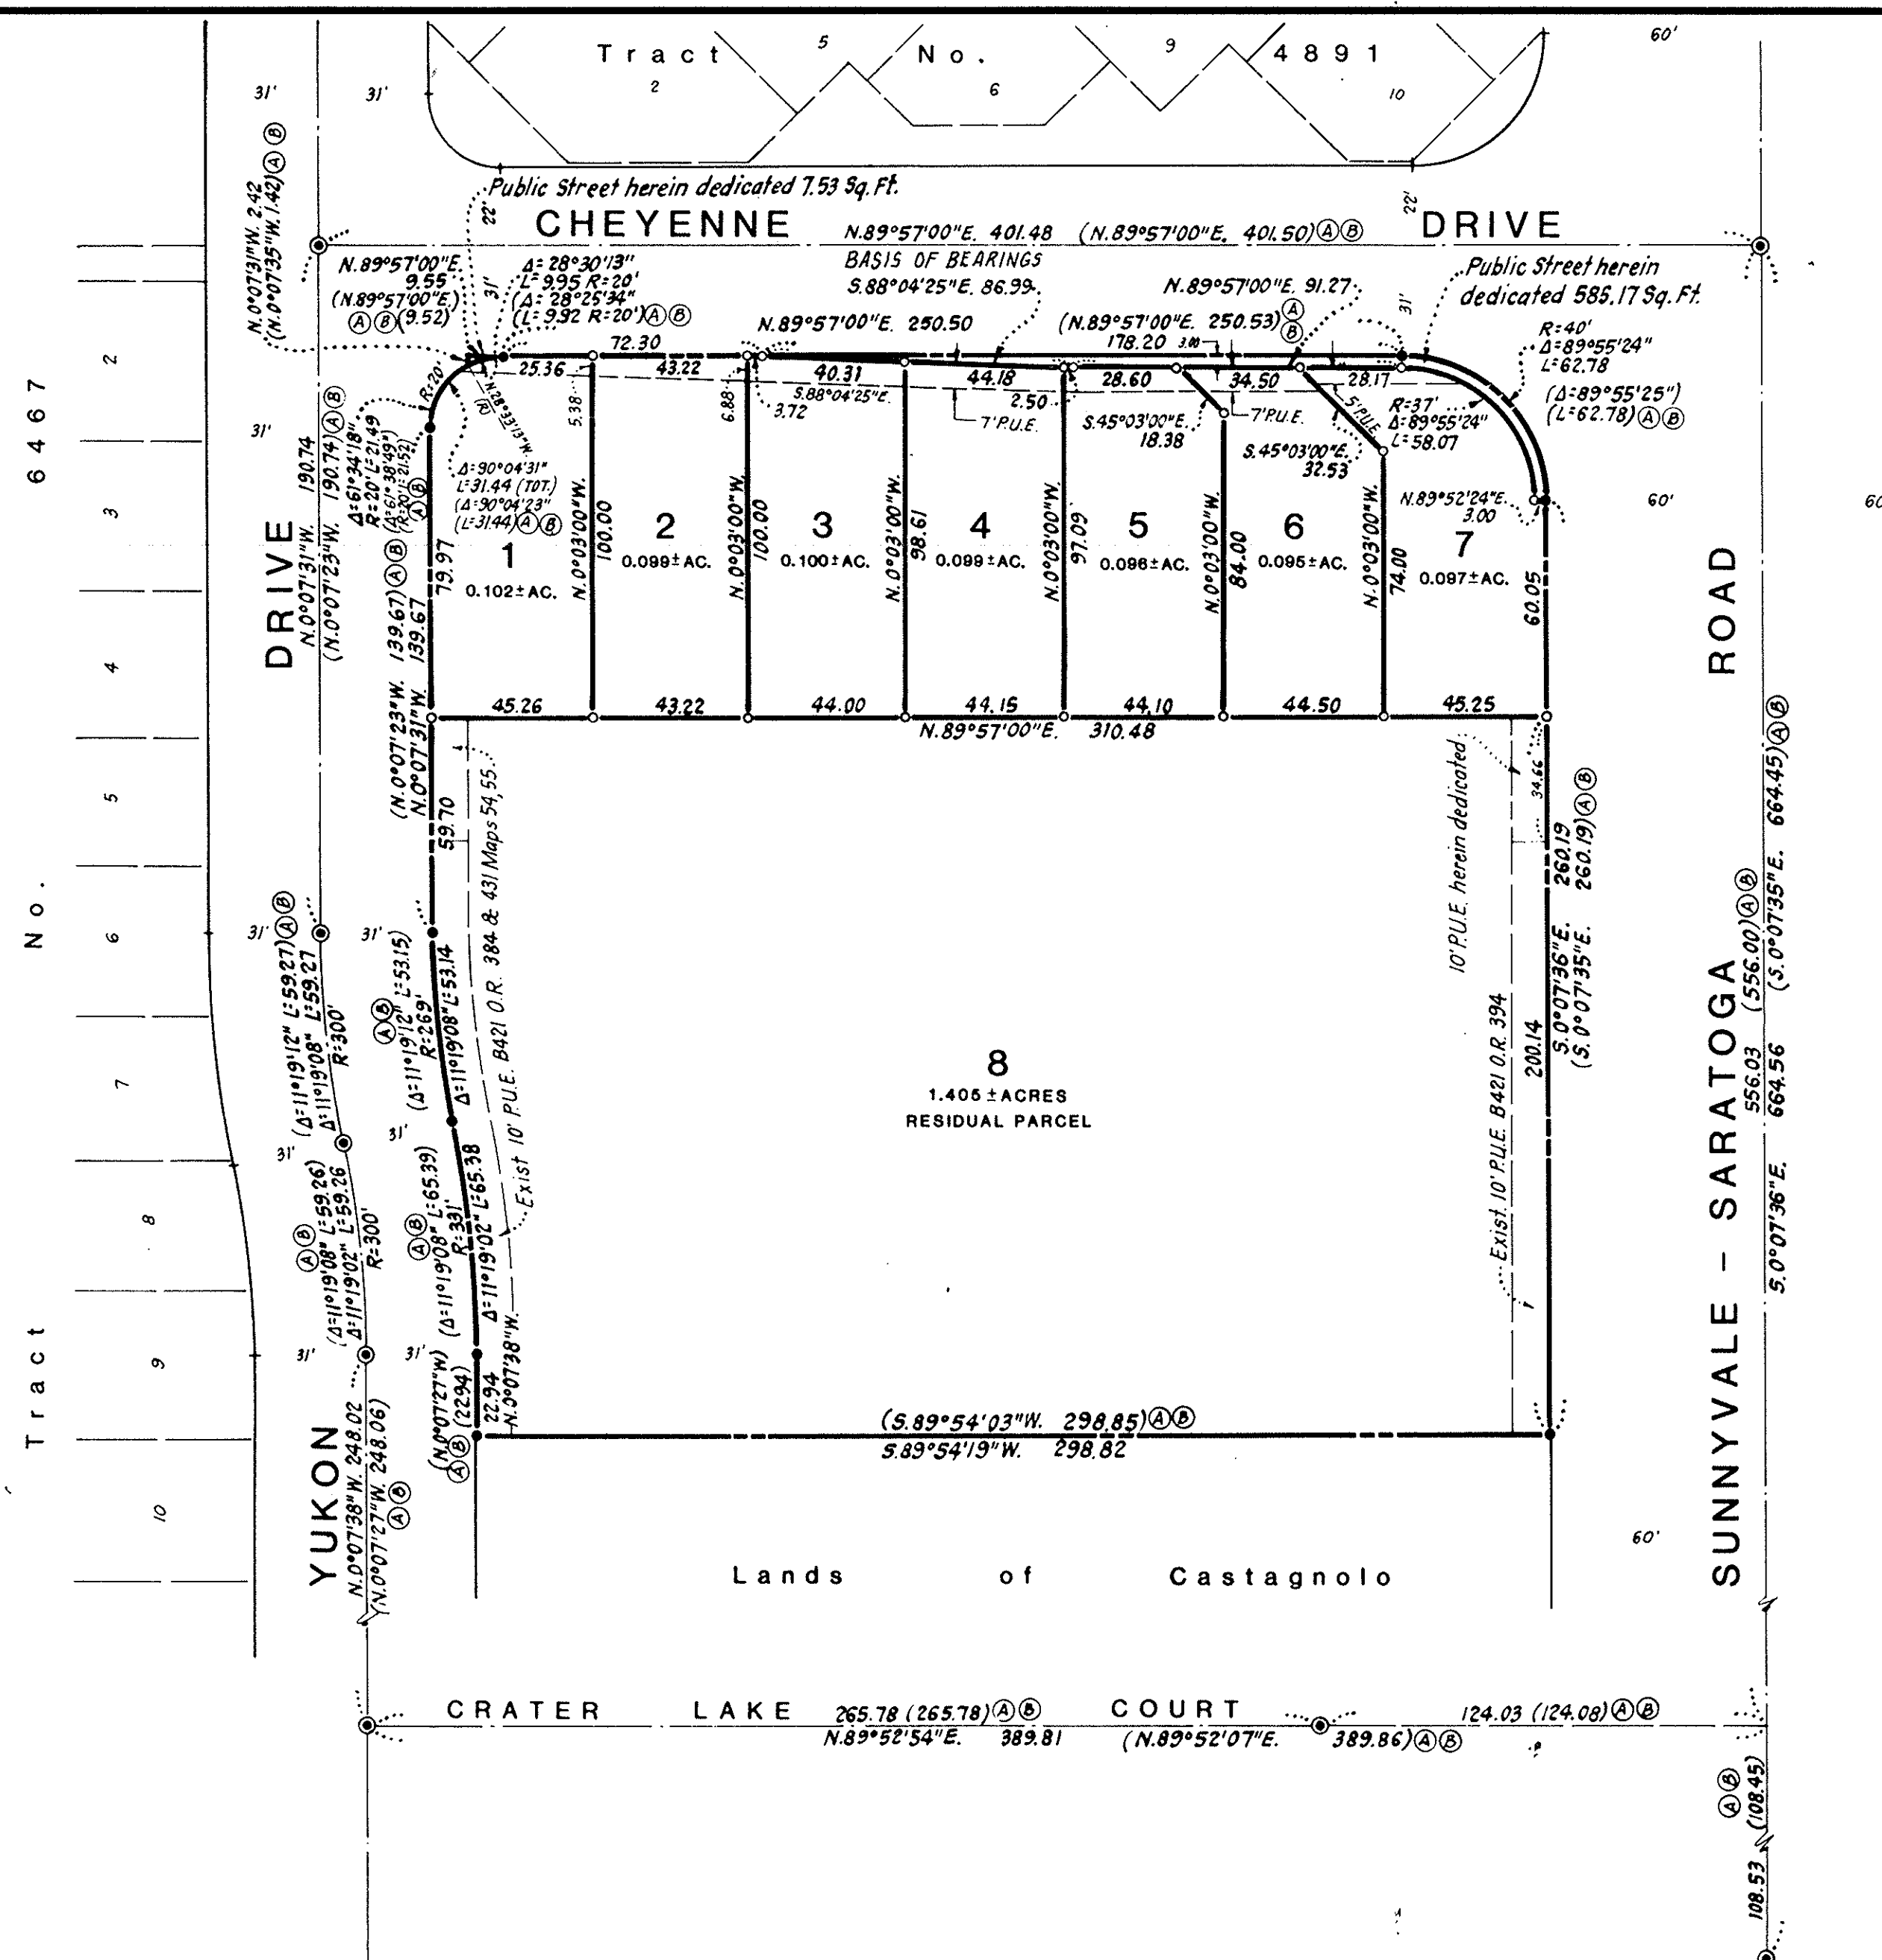 Tract No. 4891
5
9
2
6
10
60'
31'
31'
N.0°07'31"W. 2.42
(N.0°07'35"W. 1.42) Ⓐ Ⓑ
Public Street herein dedicated 7.53 Sq. Ft.
22'
22'
CHEYENNE DRIVE
N.89°57'00"E. 401.48 (N.89°57'00"E. 401.50) Ⓐ Ⓑ
BASIS OF BEARINGS
S.88°04'25"E. 86.99
N.89°57'00"E. 91.27
Ⓐ
Ⓑ
N.89°57'00"E.
9.55
(N.89°57'00"E.)
Ⓐ Ⓑ (9.52)
31'
Δ=28°30'13"
L=9.95 R=20'
(Δ=28°25'34"
(L=9.92 R=20') Ⓐ Ⓑ
31'
Public Street herein
dedicated 585.17 Sq. Ft.
N.89°57'00"E. 250.50
(N.89°57'00"E. 250.53)
72.30
178.20
3.00
R=40'
Δ=89°55'24"
L=62.78
(Δ=89°55'25")
(L=62.78) Ⓐ Ⓑ
25.36
43.22
40.31
44.18
28.60
34.50
28.17
S.88°04'25"E.
2.50
3.72
5.38
6.88
7' P.U.E.
7' P.U.E.
5' P.U.E.
S.45°03'00"E.
18.38
S.45°03'00"E.
32.53
R=37'
Δ=89°55'24"
L=58.07
N.89°52'24"E.
3.00
R=20'
N.28°33'13"W.
(R)
Δ=61°34'18"
R=20' L=21.49
(Δ=61°38'49")
(R=20' L=21.52)
Ⓐ Ⓑ
Δ=90°04'31"
L=31.44 (TOT.)
(Δ=90°04'23"
(L=31.44) Ⓐ Ⓑ
31'
60'
60
1
0.102±AC.
2
0.099±AC.
3
0.100±AC.
4
0.099±AC.
5
0.096±AC.
6
0.095±AC.
7
0.097±AC.
79.97
N.0°03'00"W.
100.00
N.0°03'00"W.
100.00
N.0°03'00"W.
98.61
N.0°03'00"W.
97.09
N.0°03'00"W.
84.00
N.0°03'00"W.
74.00
60.05
45.26
43.22
44.00
44.15
44.10
44.50
45.25
N.89°57'00"E. 310.48
Tract No. 6467
2
3
4
5
6
7
8
9
10
YUKON DRIVE
N.0°07'31"W. 190.74
(N.0°07'23"W. 190.74) Ⓐ Ⓑ
(N.0°07'23"W. 139.67) Ⓐ Ⓑ
N.0°07'31"W. 139.67
59.70
31'
31'
(Δ=11°19'12" L=59.27) Ⓐ Ⓑ
Δ=11°19'08" L=59.27
R=300'
Ⓐ Ⓑ
(Δ=11°19'12" L=53.15)
R=269'
Δ=11°19'08" L=53.14
31'
31'
Ⓐ Ⓑ
(Δ=11°19'08" L=59.26)
Δ=11°19'02" L=59.26
R=300'
Ⓐ Ⓑ
(Δ=11°19'08" L=65.39)
R=331'
Δ=11°19'02" L=65.38
31'
31'
(N.0°07'27"W)
Ⓐ Ⓑ (22.94)
22.94
N.0°07'38"W.
N.0°07'38"W. 248.02
(N.0°07'27"W. 248.06)
Ⓐ Ⓑ
Exist 10' P.U.E. B421 O.R. 384 & 431 Maps 54,55
8
1.405±ACRES
RESIDUAL PARCEL
10' P.U.E. herein dedicated
34.66
Exist. 10' P.U.E. B421 O.R. 394
200.14
S.0°07'36"E. 260.19
(S.0°07'35"E. 260.19) Ⓐ Ⓑ
SUNNYVALE - SARATOGA ROAD
556.03 (556.00) Ⓐ Ⓑ
664.56 (S.0°07'35"E. 664.45) Ⓐ Ⓑ
S.0°07'36"E.
(S.89°54'03"W. 298.85) Ⓐ Ⓑ
S.89°54'19"W. 298.82
60'
Lands of Castagnolo
CRATER LAKE COURT
265.78 (265.78) Ⓐ Ⓑ
124.03 (124.08) Ⓐ Ⓑ
N.89°52'54"E. 389.81 (N.89°52'07"E. 389.86) Ⓐ Ⓑ
Ⓐ Ⓑ
(108.45)
108.53